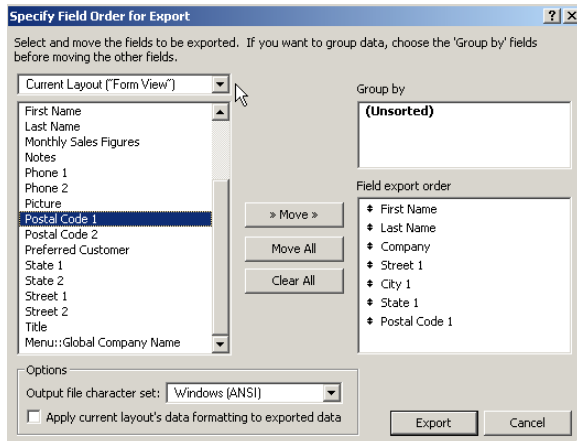 Specify Field Order for Export
Select and move the fields to be exported. If you want to group data, choose the 'Group by' fields
before moving the other fields.
Current Layout ("Form View")
First Name
Last Name
Monthly Sales Figures
Notes
Phone 1
Phone 2
Picture
Postal Code 1
Postal Code 2
Preferred Customer
State 1
State 2
Street 1
Street 2
Title
Menu::Global Company Name
» Move »
Move All
Clear All
Group by
(Unsorted)
Field export order
First Name
Last Name
Company
Street 1
City 1
State 1
Postal Code 1
Options
Output file character set: Windows (ANSI)
Apply current layout's data formatting to exported data
Export
Cancel